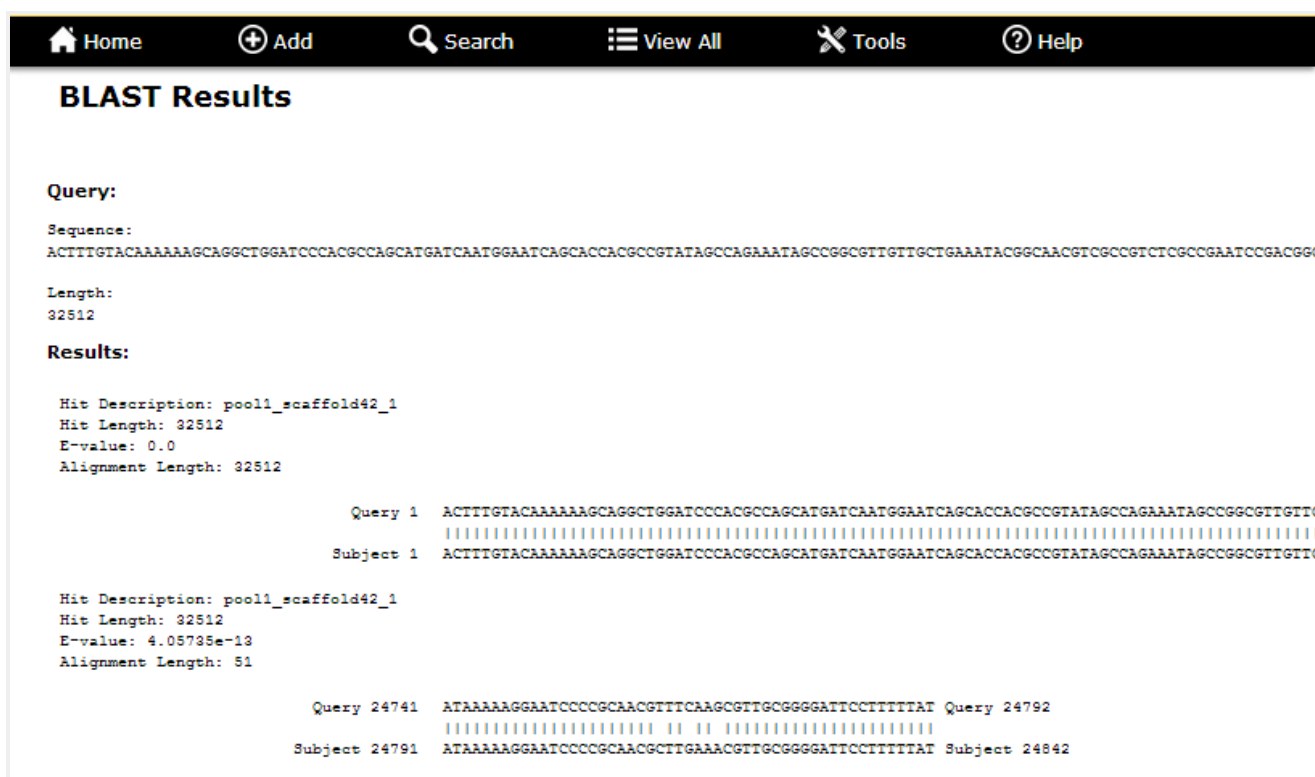 Home Add Search View All Tools Help
BLAST Results
Query:
Sequence:
ACTTTGTACAAAAAAGCAGGCTGGATCCCACGCCAGCATGATCAATGGAATCAGCACCACGCCGTATAGCCAGAAATAGCCGGCGTTGTTGCTGAAATACGGCAACGTCGCCGTCTCGCCGAATCCGACGG
Length:
32512
Results:
Hit Description: pool1_scaffold42_1
Hit Length: 32512
E-value: 0.0
Alignment Length: 32512
Query 1 ACTTTGTACAAAAAAGCAGGCTGGATCCCACGCCAGCATGATCAATGGAATCAGCACCACGCCGTATAGCCAGAAATAGCCGGCGTTGTT
||||||||||||||||||||||||||||||||||||||||||||||||||||||||||||||||||||||||||||||||||||||||||
Subject 1 ACTTTGTACAAAAAAGCAGGCTGGATCCCACGCCAGCATGATCAATGGAATCAGCACCACGCCGTATAGCCAGAAATAGCCGGCGTTGTT
Hit Description: pool1_scaffold42_1
Hit Length: 32512
E-value: 4.05735e-13
Alignment Length: 51
Query 24741 ATAAAAAGGAATCCCCGCAACGTTTCAAGCGTTGCGGGGATTCCTTTTTAT Query 24792
|||||||||||||||||||||| || || ||||||||||||||||||||||
Subject 24791 ATAAAAAGGAATCCCCGCAACGCTTGAAACGTTGCGGGGATTCCTTTTTAT Subject 24842